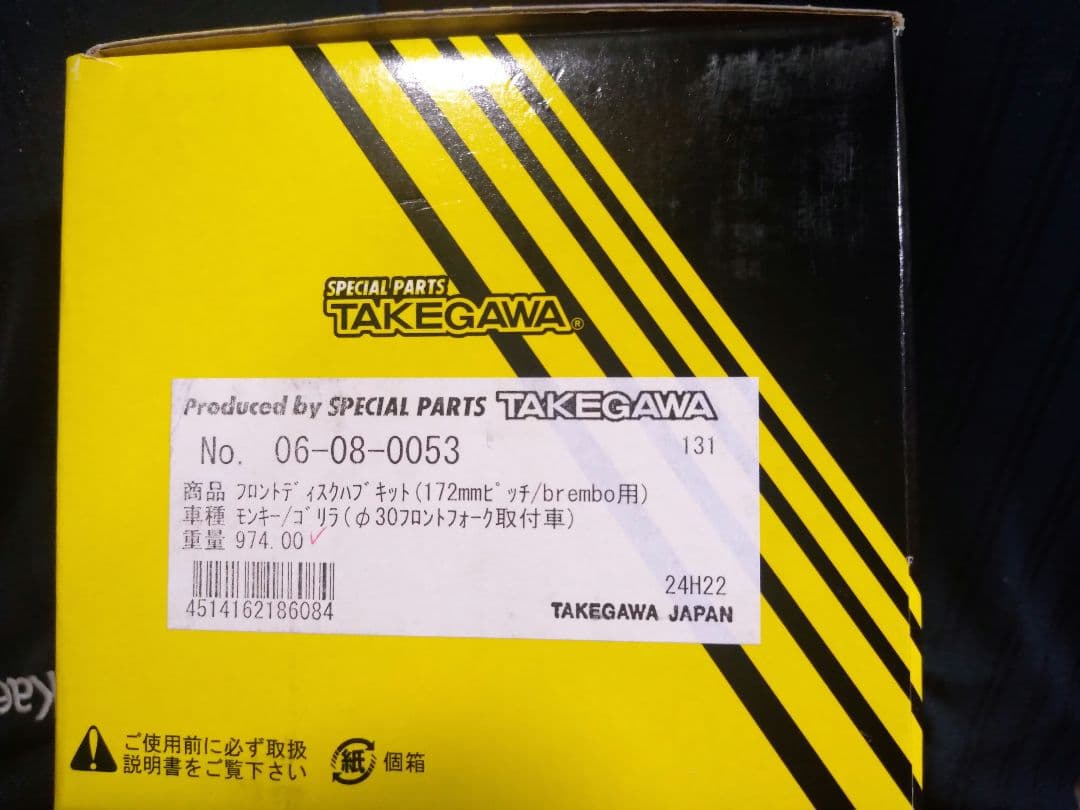 SPECIAL PARTS
TAKEGAWA®
Produced by SPECIAL PARTS TAKEGAWA
No. 06-08-0053 131
商品 フロントディスクハブキット(172mmピッチ/brembo用)
車種 モンキー/ゴリラ(φ30フロントフォーク取付車)
重量 974.00
4514162186084
24H22
TAKEGAWA JAPAN
ご使用前に必ず取扱
説明書をご覧下さい
紙 個箱